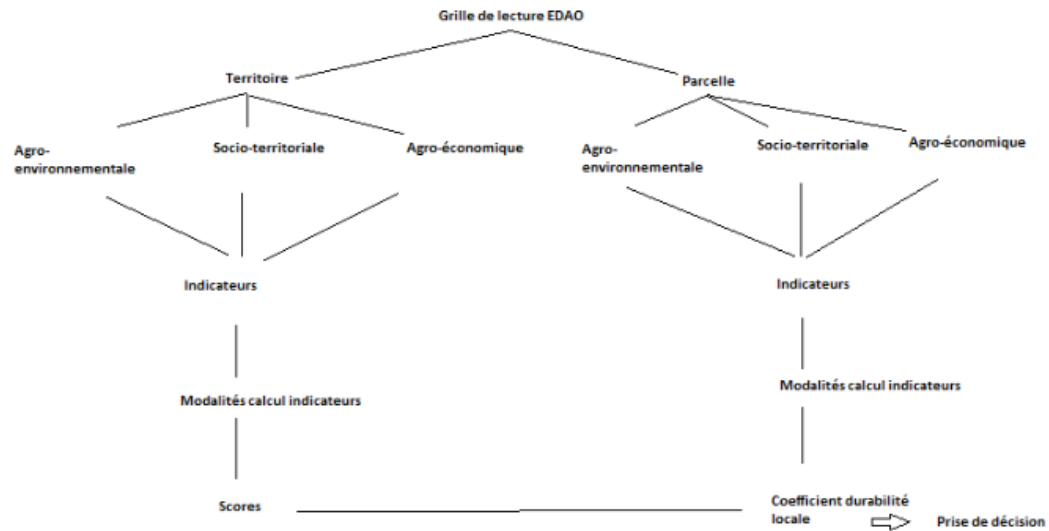 Grille de lecture EDAO
Territoire
Parcelle
Agro-
environnementale
Socio-territoriale
Agro-économique
Agro-
environnementale
Socio-territoriale
Agro-économique
Indicateurs
Indicateurs
Modalités calcul indicateurs
Modalités calcul indicateurs
Scores
Coefficient durabilité
locale
Prise de décision